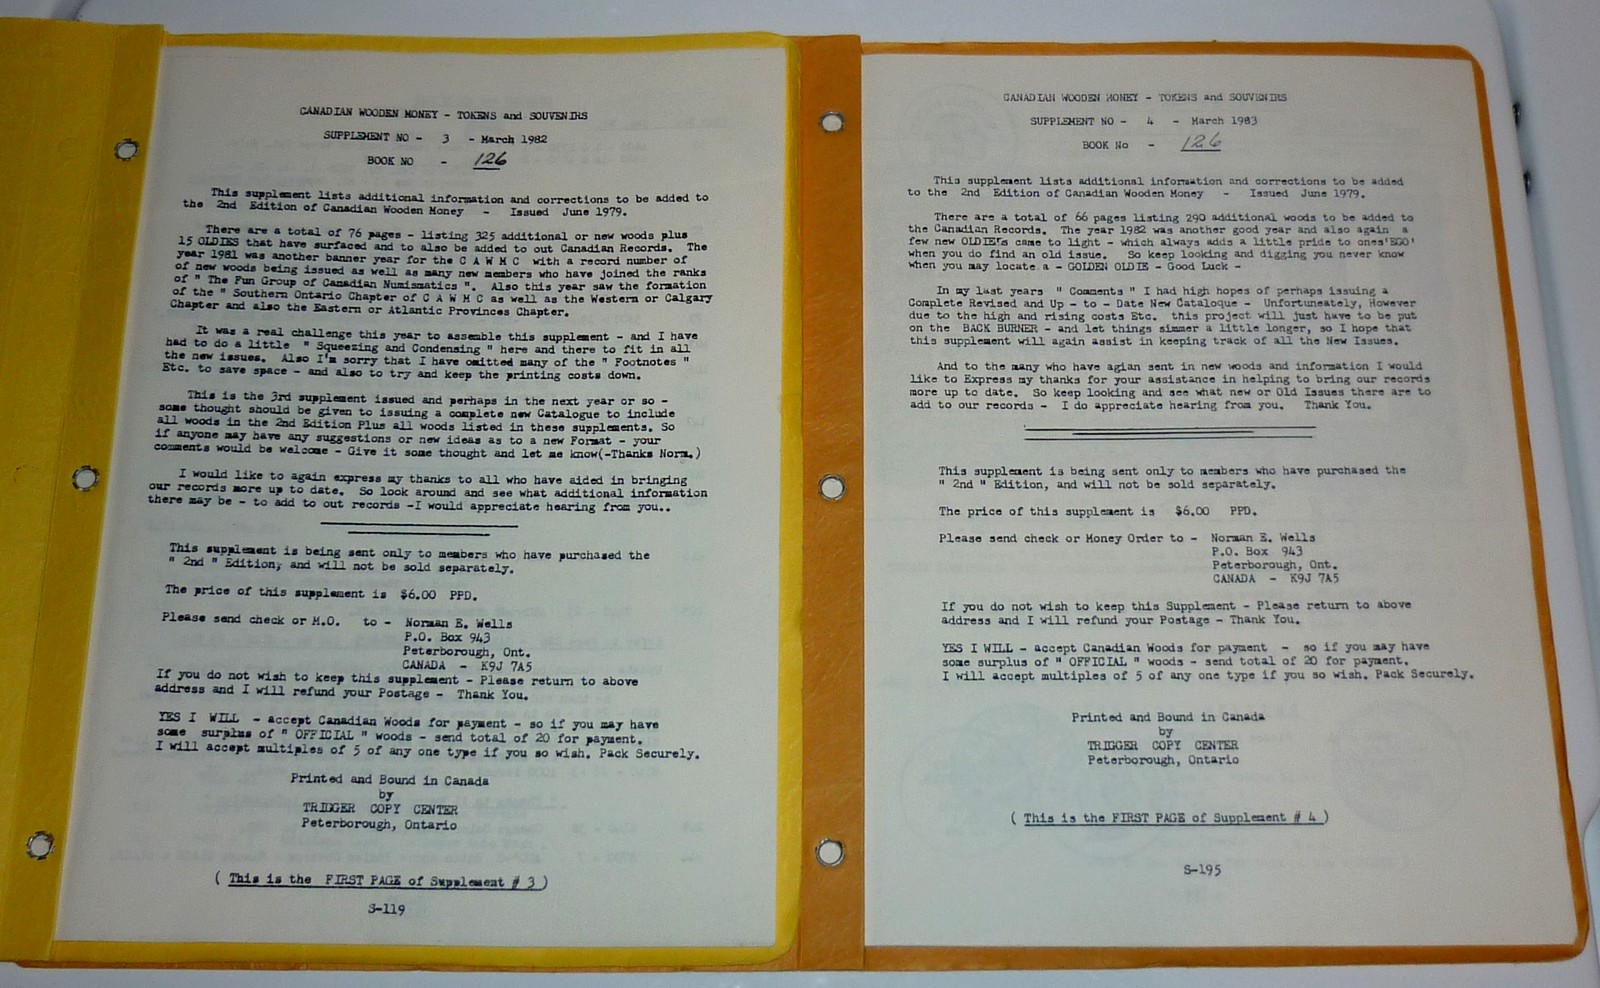 CANADIAN WOODEN MONEY - TOKENS and SOUVENIRS
SUPPLEMENT NO - 3 - March 1982
BOOK NO - 126
This supplement lists additional information and corrections to be added to
the 2nd Edition of Canadian Wooden Money - Issued June 1979.
There are a total of 76 pages - listing 325 additional or new woods plus
15 OLDIES that have surfaced and to also be added to out Canadian Records. The
year 1981 was another banner year for the C A W M C with a record number of
of new woods being issued as well as many new members who have joined the ranks
of " The Fun Group of Canadian Numismatics ". Also this year saw the formation
of the " Southern Ontario Chapter of C A W M C as well as the Western or Calgary
Chapter and also the Eastern or Atlantic Provinces Chapter.
It was a real challenge this year to assemble this supplement - and I have
had to do a little " Squeezing and Condensing " here and there to fit in all
the new issues. Also I'm sorry that I have omitted many of the " Footnotes "
Etc. to save space - and also to try and keep the printing costs down.
This is the 3rd supplement issued and perhaps in the next year or so -
some thought should be given to issuing a complete new Catalogue to include
all woods in the 2nd Edition Plus all woods listed in these supplements. So
if anyone may have any suggestions or new ideas as to a new Format - your
comments would be welcome - Give it some thought and let me know(-Thanks Norm.)
I would like to again express my thanks to all who have aided in bringing
our records more up to date. So look around and see what additional information
there may be - to add to out records -I would appreciate hearing from you..
This supplement is being sent only to members who have purchased the
" 2nd " Edition, and will not be sold separately.
The price of this supplement is $6.00 PPD.
Please send check or M.O. to - Norman E. Wells
P.O. Box 943
Peterborough, Ont.
CANADA - K9J 7A5
If you do not wish to keep this supplement - Please return to above
address and I will refund your Postage - Thank You.
YES I WILL - accept Canadian Woods for payment - so if you may have
some surplus of " OFFICIAL " woods - send total of 20 for payment.
I will accept multiples of 5 of any one type if you so wish. Pack Securely.
Printed and Bound in Canada
by
TRIGGER COPY CENTER
Peterborough, Ontario
( This is the FIRST PAGE of Supplement # 3 )
S-119
CANADIAN WOODEN MONEY - TOKENS and SOUVENIRS
SUPPLEMENT NO - 4 - March 1983
BOOK No - 126
This supplement lists additional information and corrections to be added
to the 2nd Edition of Canadian Wooden Money - Issued June 1979.
There are a total of 66 pages listing 290 additional woods to be added to
the Canadian Records. The year 1982 was another good year and also again a
few new OLDIE's came to light - which always adds a little pride to ones'EGO'
when you do find an old issue. So keep looking and digging you never know
when you may locate a - GOLDEN OLDIE - Good Luck -
In my last years " Comments " I had high hopes of perhaps issuing a
Complete Revised and Up - to - Date New Cataloque - Unfortuneately, However
due to the high and rising costs Etc. this project will just have to be put
on the BACK BURNER - and let things simmer a little longer, so I hope that
this supplement will again assist in keeping track of all the New Issues.
And to the many who have agian sent in new woods and information I would
like to Express my thanks for your assistance in helping to bring our records
more up to date. So keep looking and see what new or Old Issues there are to
add to our records - I do appreciate hearing from you. Thank You.
This supplement is being sent only to members who have purchased the
" 2nd " Edition, and will not be sold separately.
The price of this supplement is $6.00 PPD.
Please send check or Money Order to - Norman E. Wells
P.O. Box 943
Peterborough, Ont.
CANADA - K9J 7A5
If you do not wish to keep this Supplement - Please return to above
address and I will refund your Postage - Thank You.
YES I WILL - accept Canadian Woods for payment - so if you may have
some surplus of " OFFICIAL " woods - send total of 20 for payment.
I will accept multiples of 5 of any one type if you so wish. Pack Securely.
Printed and Bound in Canada
by
TRIGGER COPY CENTER
Peterborough, Ontario
( This is the FIRST PAGE of Supplement # 4 )
S-195